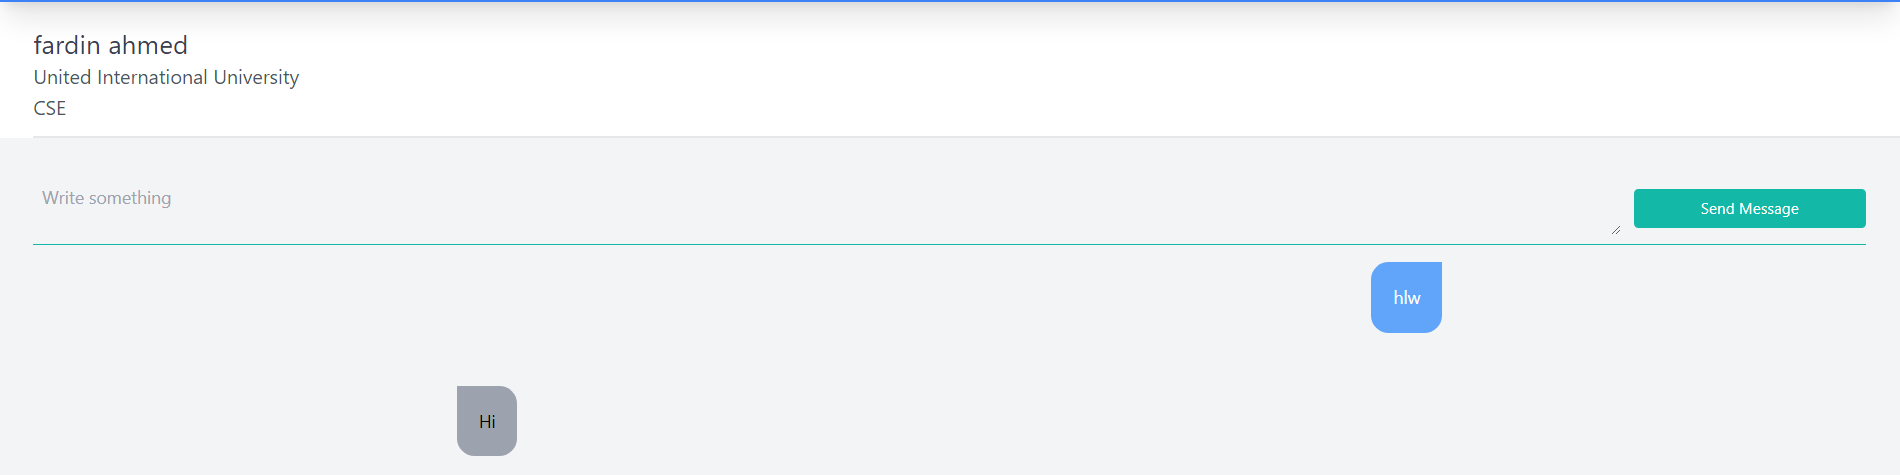 fardin ahmed
United International University
CSE
Write something
Send Message
hlw
Hi